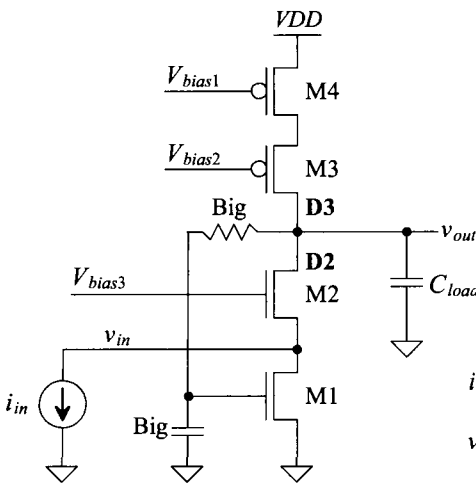 VDD
Vbias1
M4
Vbias2
M3
Big
D3
vout
D2
Vbias3
M2
Cload
vin
i
iin
M1
Big
v